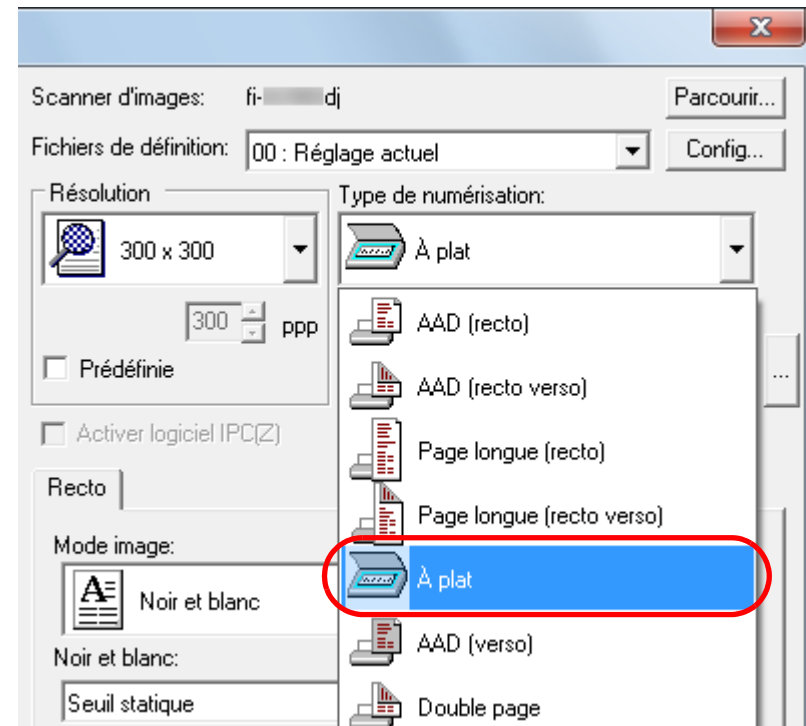 x
Scanner d'images: fi- dj Parcourir...
Fichiers de définition: 00 : Réglage actuel Config...
Résolution
300 x 300
300 ppp
Prédéfinie
Type de numérisation:
À plat
AAD (recto)
AAD (recto verso)
Page longue (recto)
Page longue (recto verso)
À plat
AAD (verso)
Double page
...
Activer logiciel IPC(Z)
Recto
Mode image:
Noir et blanc
Noir et blanc:
Seuil statique